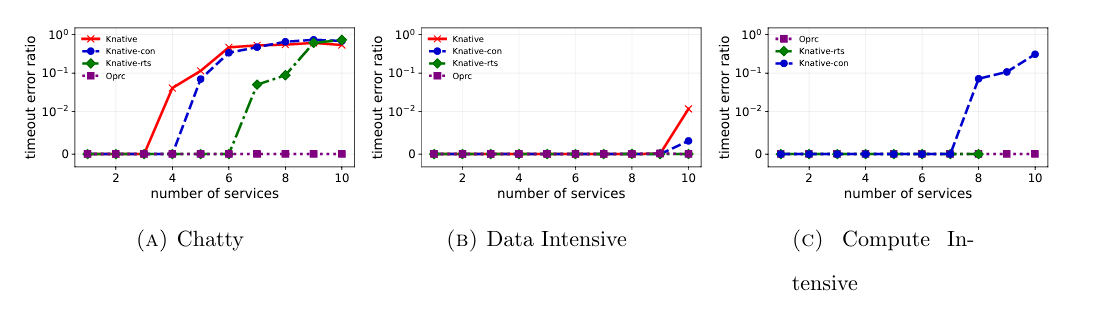 timeout error ratio
10⁰
10⁻¹
10⁻²
0
Knative
Knative-con
Knative-rts
Oprc
2 4 6 8 10
number of services
(A) Chatty
timeout error ratio
10⁰
10⁻¹
10⁻²
0
Knative
Knative-con
Knative-rts
Oprc
2 4 6 8 10
number of services
(B) Data Intensive
timeout error ratio
10⁰
10⁻¹
10⁻²
0
Oprc
Knative-rts
Knative-con
2 4 6 8 10
number of services
(C) Compute In-
tensive